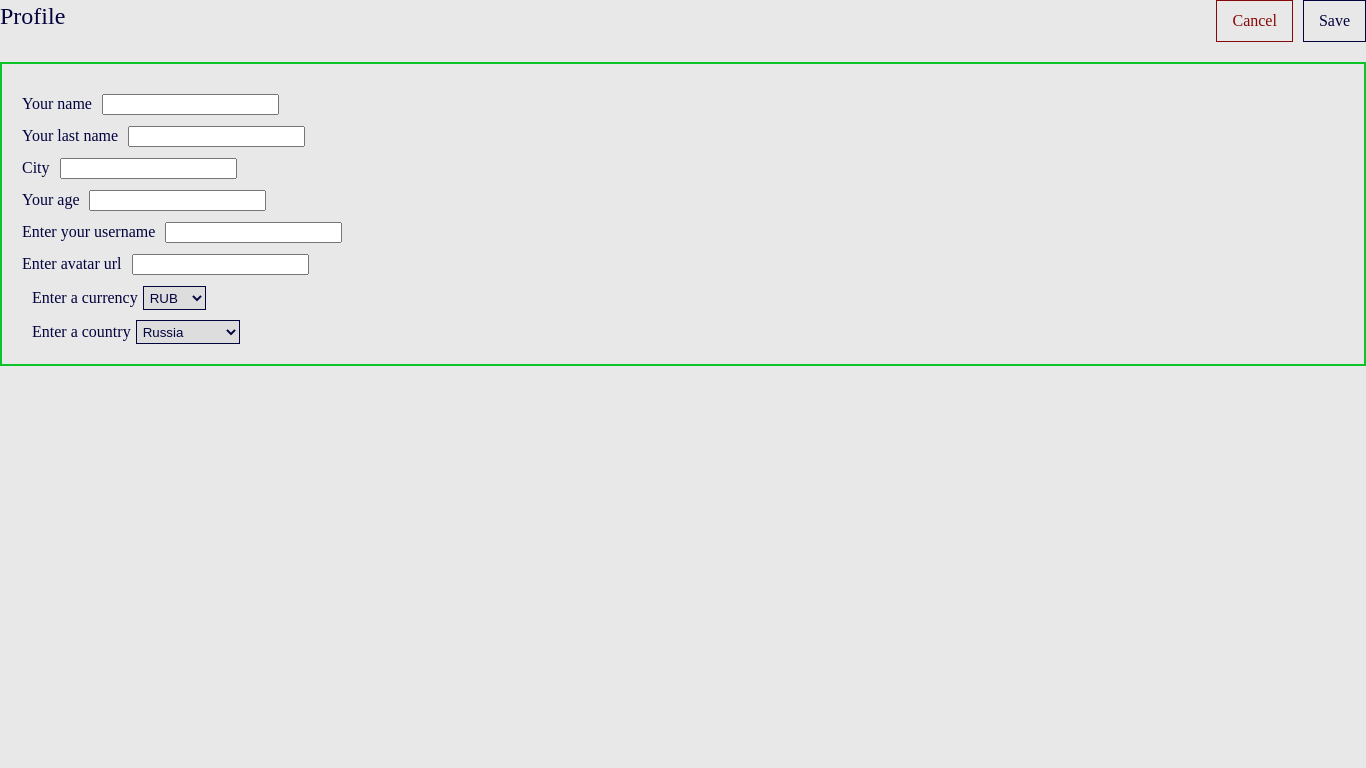 Profile
Cancel Save
Your name
Your last name
City
Your age
Enter your username
Enter avatar url
Enter a currency RUB
Enter a country Russia